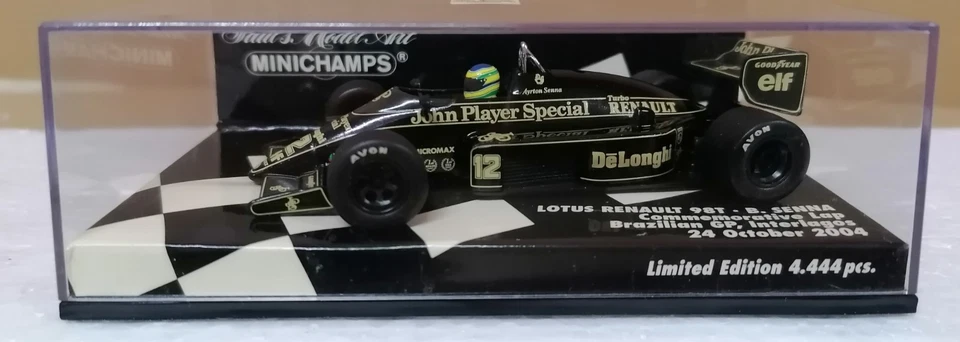 Paul's Model Art
MINICHAMPS®
MINICHAMPS
John Player Special
Ayrton Senna
Turbo
RENAULT
GOODYEAR
elf
AVON
AVON
MICROMAX
12
DeLonghi
LOTUS RENAULT 98T - B. SENNA
Commemorative Lap
Brazilian GP, Interlagos
24 October 2004
Limited Edition 4.444 pcs.